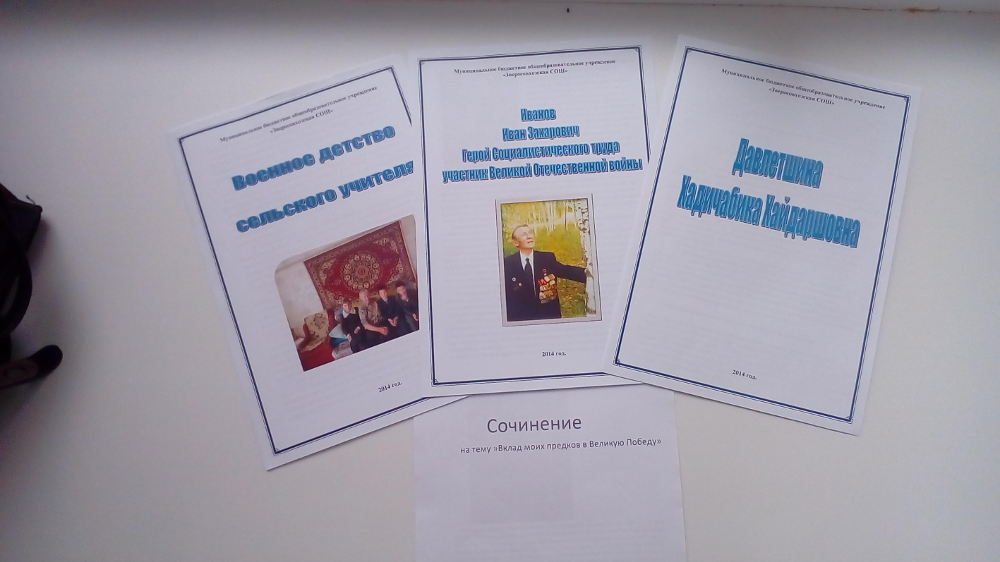 Муниципальное бюджетное общеобразовательное учреждение
«Зверосовхозская СОШ»
Военное детство
сельского учителя
2014 год.
Муниципальное бюджетное общеобразовательное учреждение
«Зверосовхозская СОШ»
Иванов
Иван Захарович
Герой Социалистического труда
участник Великой Отечественной войны
2014 год.
Муниципальное бюджетное общеобразовательное учреждение
«Зверосовхозская СОШ»
Давлетшина
Хадичабика Хайдаршовна
2014 год.
Сочинение
на тему »Вклад моих предков в Великую Победу»